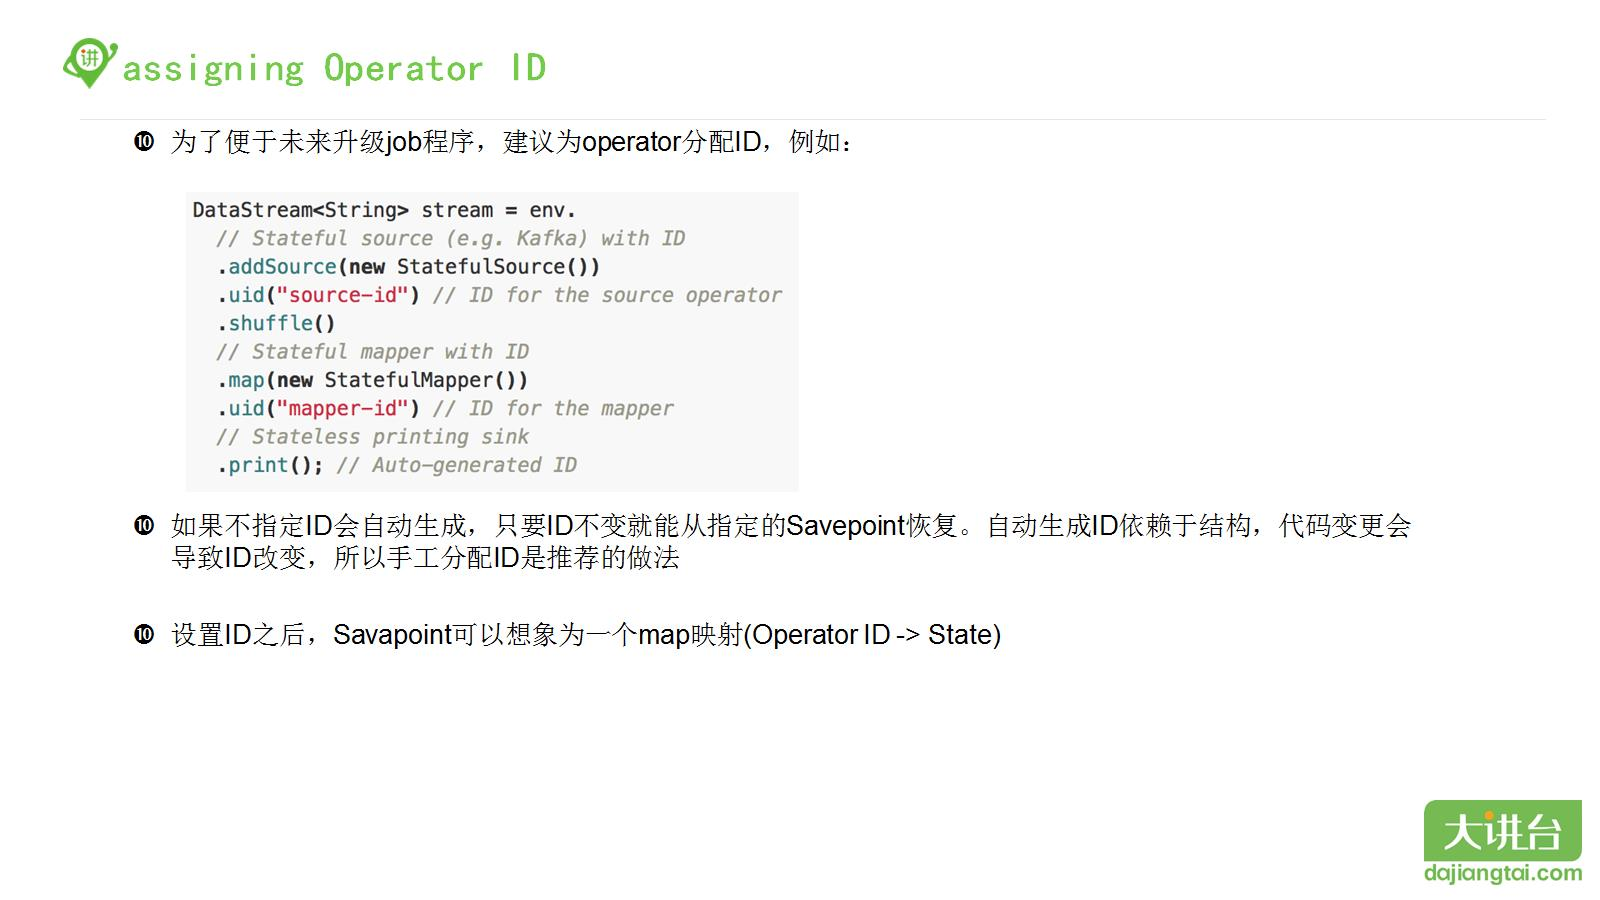 讲
assigning Operator ID
❿ 为了便于未来升级job程序，建议为operator分配ID，例如：
DataStream<String> stream = env.
// Stateful source (e.g. Kafka) with ID
.addSource(new StatefulSource())
.uid("source-id") // ID for the source operator
.shuffle()
// Stateful mapper with ID
.map(new StatefulMapper())
.uid("mapper-id") // ID for the mapper
// Stateless printing sink
.print(); // Auto-generated ID
❿ 如果不指定ID会自动生成，只要ID不变就能从指定的Savepoint恢复。自动生成ID依赖于结构，代码变更会
导致ID改变，所以手工分配ID是推荐的做法
❿ 设置ID之后，Savapoint可以想象为一个map映射(Operator ID -> State)
大讲台
dajiangtai.com